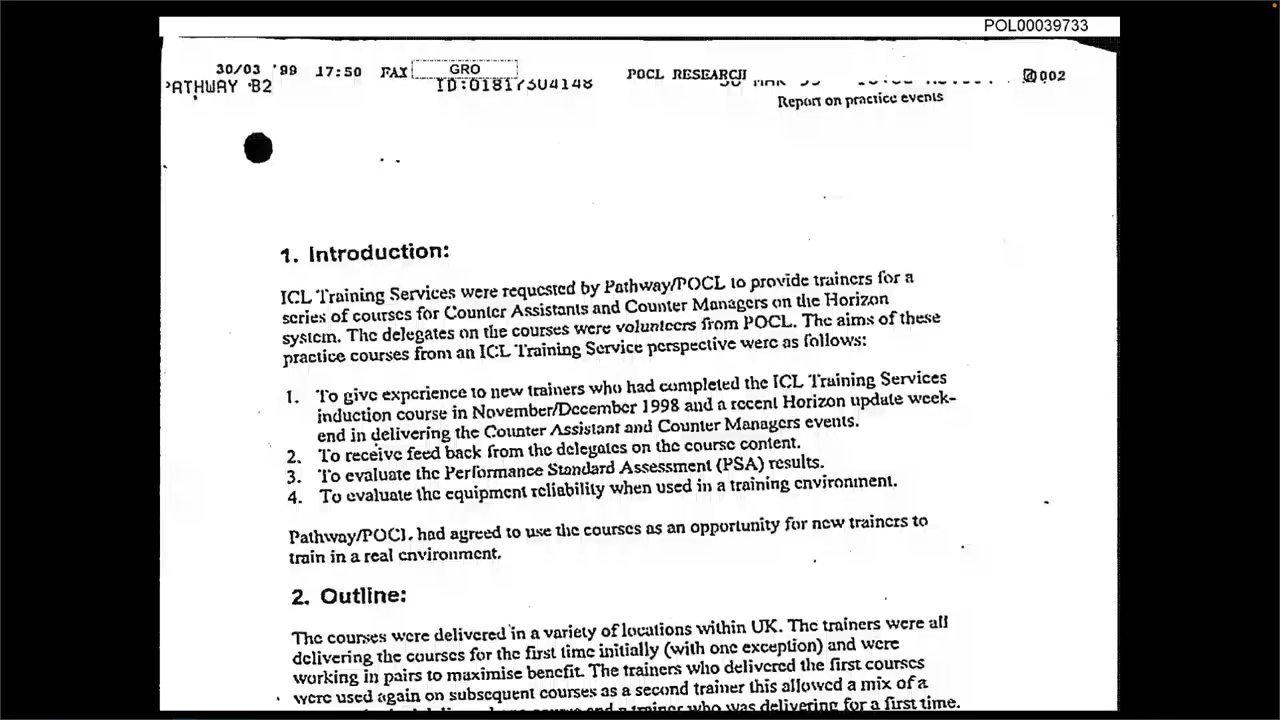 POL00039733
30/03 '99 17:50 FAX GRO POCL RESEARCH 002
PATHWAY B2 ID:01817304148
Report on practice events
1. Introduction:
ICL Training Services were requested by Pathway/POCL to provide trainers for a
series of courses for Counter Assistants and Counter Managers on the Horizon
system. The delegates on the courses were volunteers from POCL. The aims of these
practice courses from an ICL Training Service perspective were as follows:
1. To give experience to new trainers who had completed the ICL Training Services
induction course in November/December 1998 and a recent Horizon update week-
end in delivering the Counter Assistant and Counter Managers events.
2. To receive feed back from the delegates on the course content.
3. To evaluate the Performance Standard Assessment (PSA) results.
4. To evaluate the equipment reliability when used in a training environment.
Pathway/POCL had agreed to use the courses as an opportunity for new trainers to
train in a real environment.
2. Outline:
The courses were delivered in a variety of locations within UK. The trainers were all
delivering the courses for the first time initially (with one exception) and were
working in pairs to maximise benefit. The trainers who delivered the first courses
were used again on subsequent courses as a second trainer this allowed a mix of a
course and a trainer who was delivering for a first time.